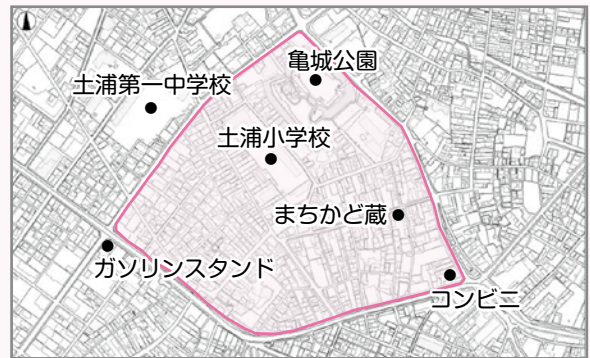 亀城公園
土浦第一中学校
土浦小学校
まちかど蔵
ガソリンスタンド
コンビニ